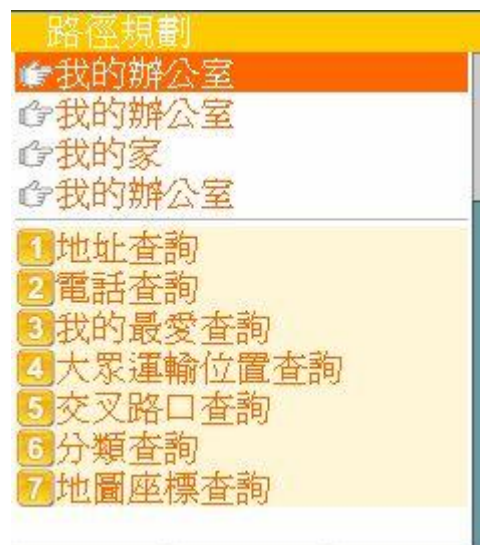 路徑規劃
我的辦公室
我的辦公室
我的家
我的辦公室
1地址查詢
2電話查詢
3我的最愛查詢
4大眾運輸位置查詢
5交叉路口查詢
6分類查詢
7地圖座標查詢